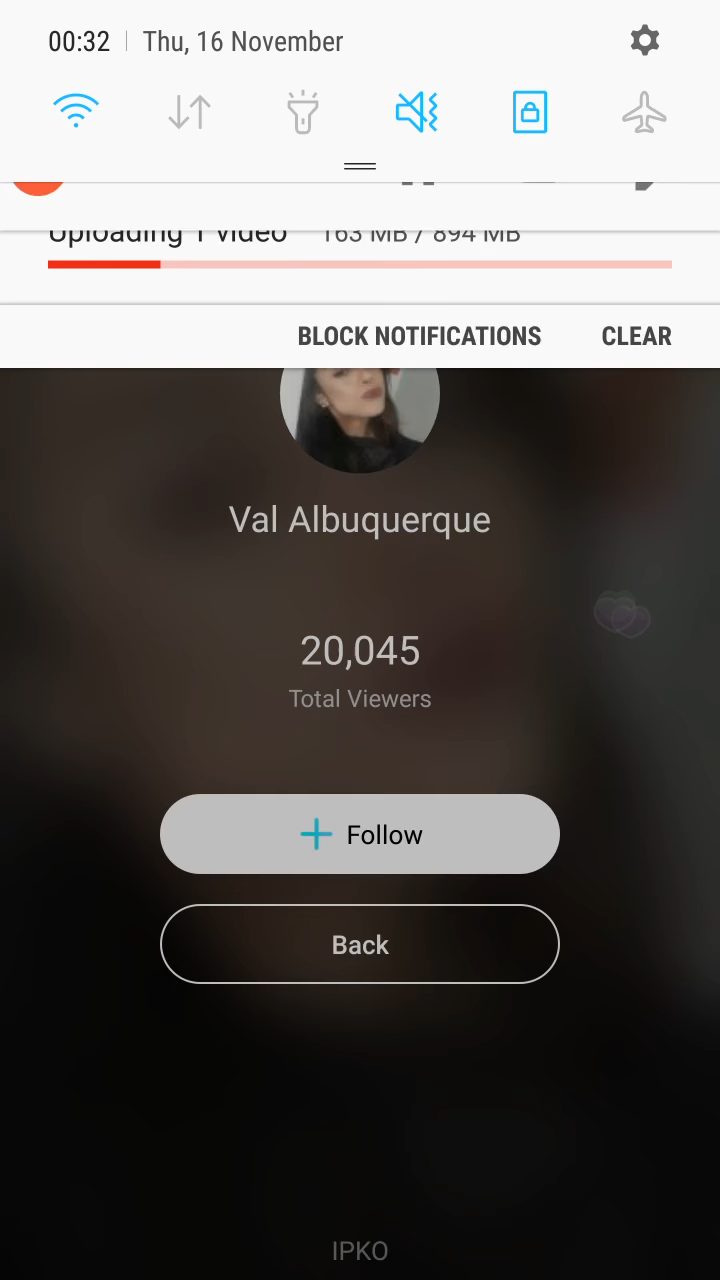 00:32 | Thu, 16 November
Uploading 1 video 163 MB / 894 MB
BLOCK NOTIFICATIONS CLEAR
Val Albuquerque
20,045
Total Viewers
Follow
Back
IPKO